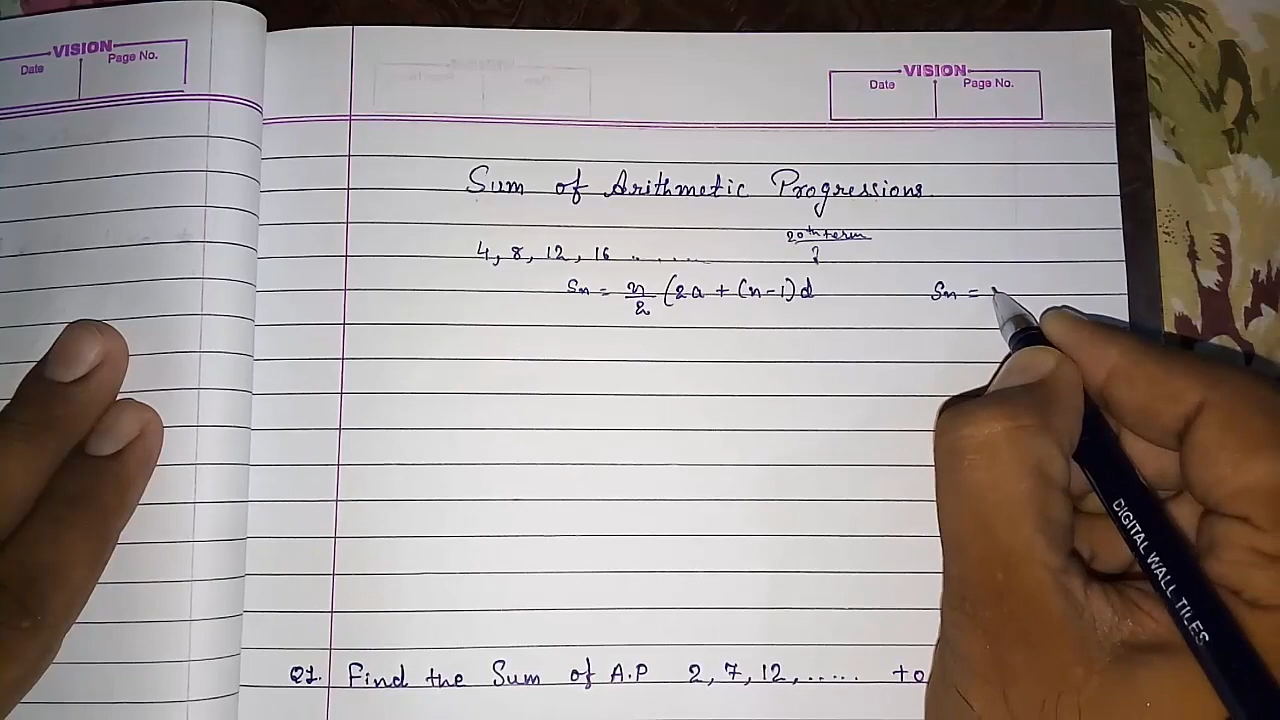 VISION
Date Page No.
VISION
Date Page No.
Sum of Arithmetic Progressions
4, 8, 12, 16 ........ 20th term
?
Sn = n/2 (2a + (n-1)d Sn =
Q1. Find the Sum of A.P 2, 7, 12, ..... to
DIGITAL WALL TILES